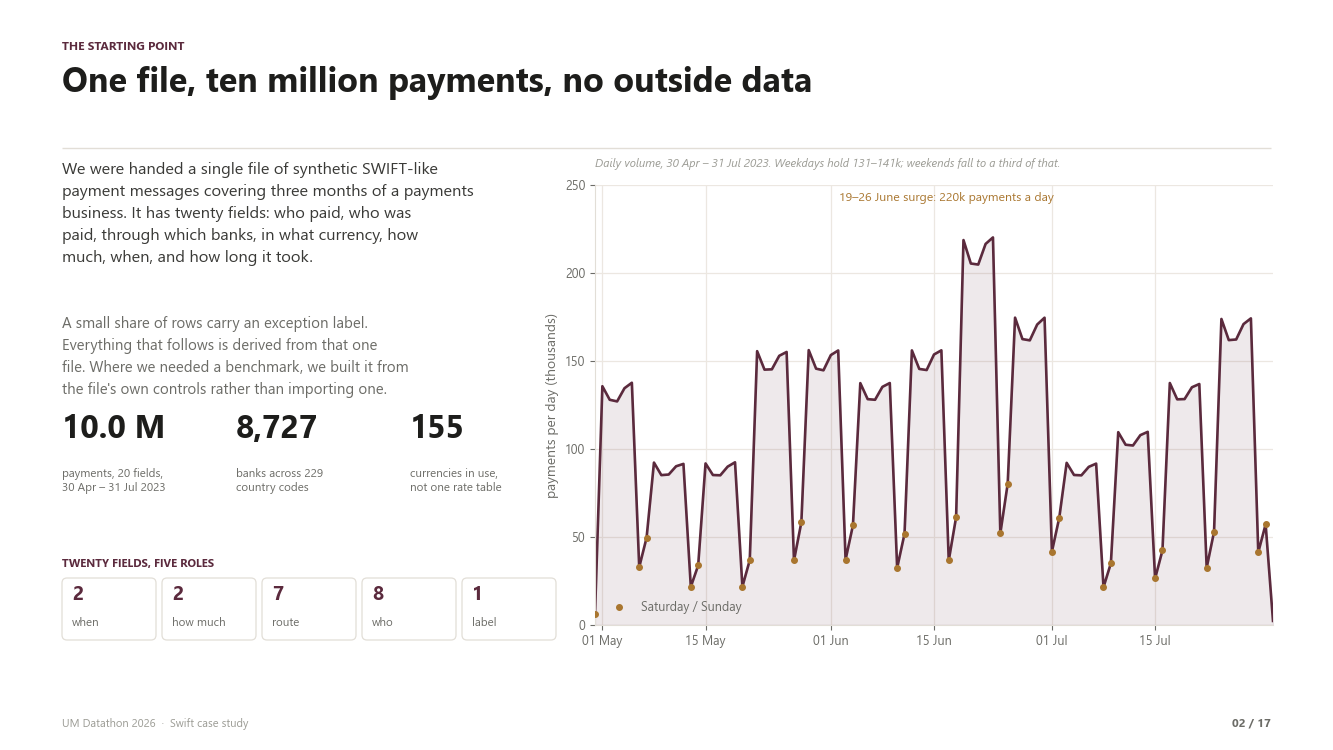 THE STARTING POINT
One file, ten million payments, no outside data
We were handed a single file of synthetic SWIFT-like
payment messages covering three months of a payments
business. It has twenty fields: who paid, who was
paid, through which banks, in what currency, how
much, when, and how long it took.
A small share of rows carry an exception label.
Everything that follows is derived from that one
file. Where we needed a benchmark, we built it from
the file's own controls rather than importing one.
10.0 M
payments, 20 fields,
30 Apr – 31 Jul 2023
8,727
banks across 229
country codes
155
currencies in use,
not one rate table
TWENTY FIELDS, FIVE ROLES
2
when
2
how much
7
route
8
who
1
label
Daily volume, 30 Apr – 31 Jul 2023. Weekdays hold 131–141k; weekends fall to a third of that.
19–26 June surge: 220k payments a day
payments per day (thousands)
250
200
150
100
50
0
Saturday / Sunday
01 May
15 May
01 Jun
15 Jun
01 Jul
15 Jul
UM Datathon 2026 · Swift case study
02 / 17